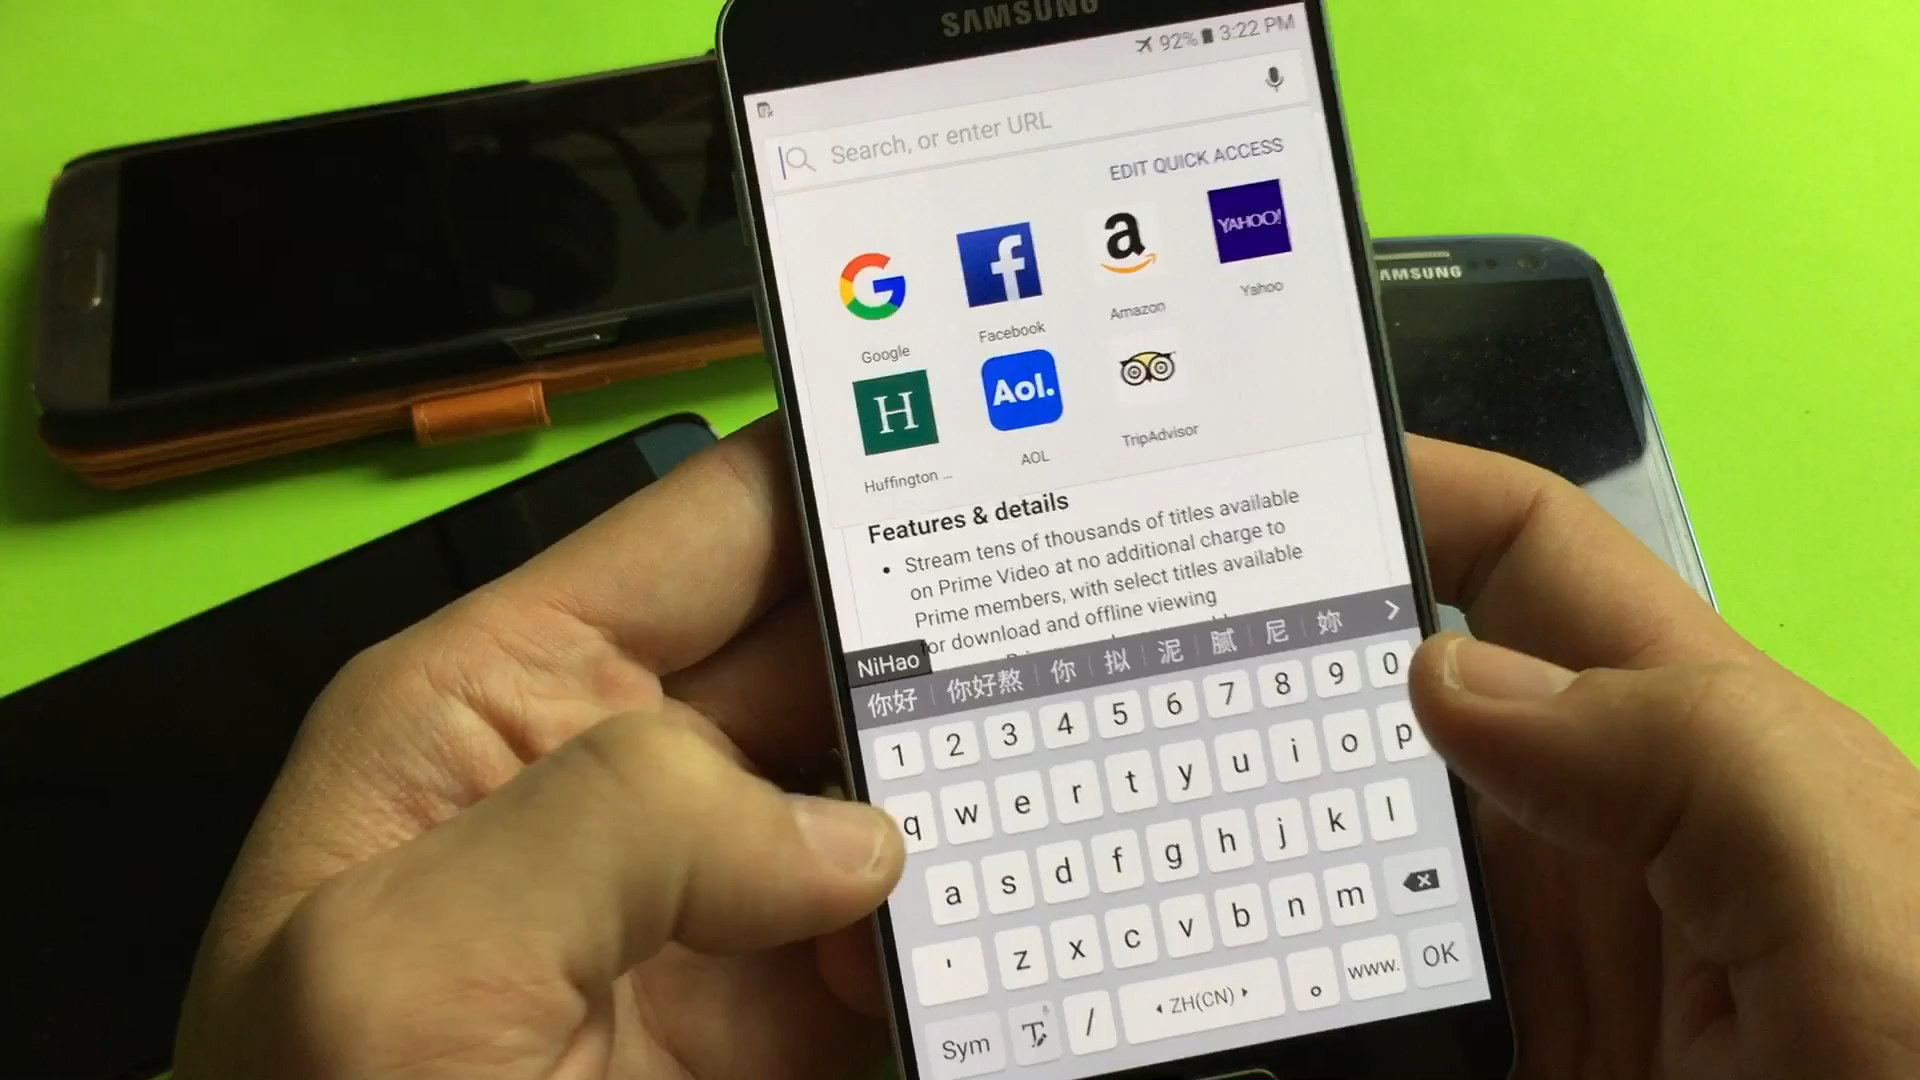 SAMSUNG
92% 3:22 PM
Search, or enter URL
EDIT QUICK ACCESS
YAHOO!
Google
Facebook
Amazon
Yahoo
H
Aol.
Huffington ...
AOL
TripAdvisor
Features & details
• Stream tens of thousands of titles available
on Prime Video at no additional charge to
Prime members, with select titles available
for download and offline viewing
NiHao
你好 你好熬 你 拟 泥 腻 尼 妳
1 2 3 4 5 6 7 8 9 0
q w e r t y u i o p
a s d f g h j k l
' z x c v b n m
Sym / ZH(CN) 。 www. OK
AMSUNG